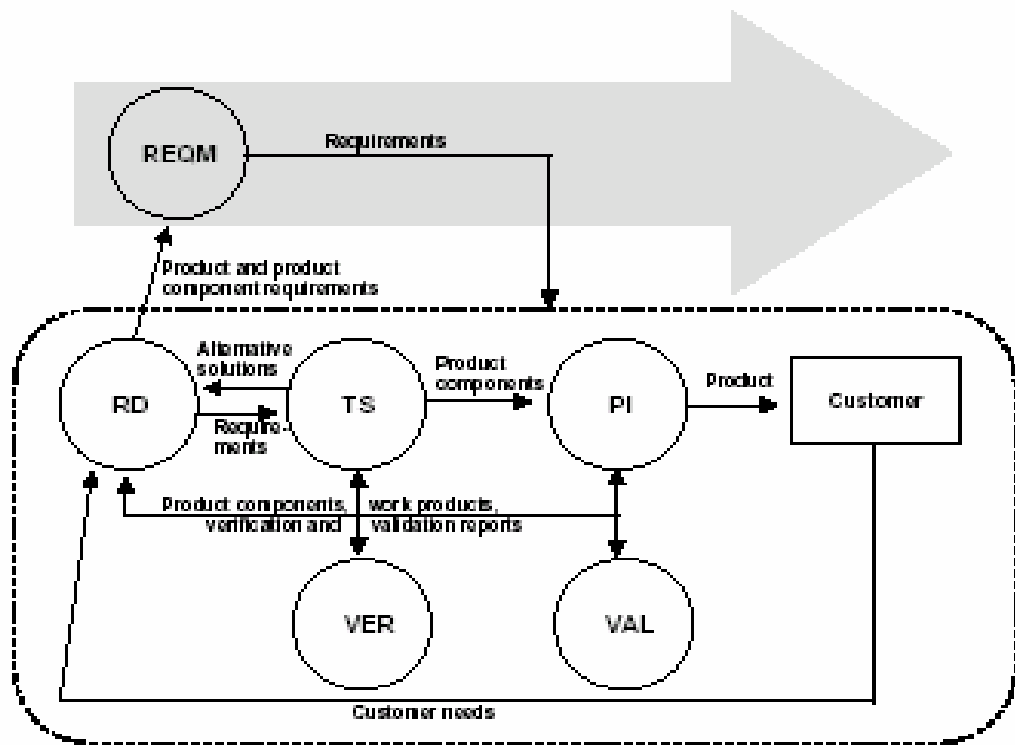 REQM
Requirements
Product and product
component requirements
Alternative
solutions
Product
components
Product
RD
TS
PI
Customer
Require-
ments
Product components, work products,
verification and validation reports
VER
VAL
Customer needs